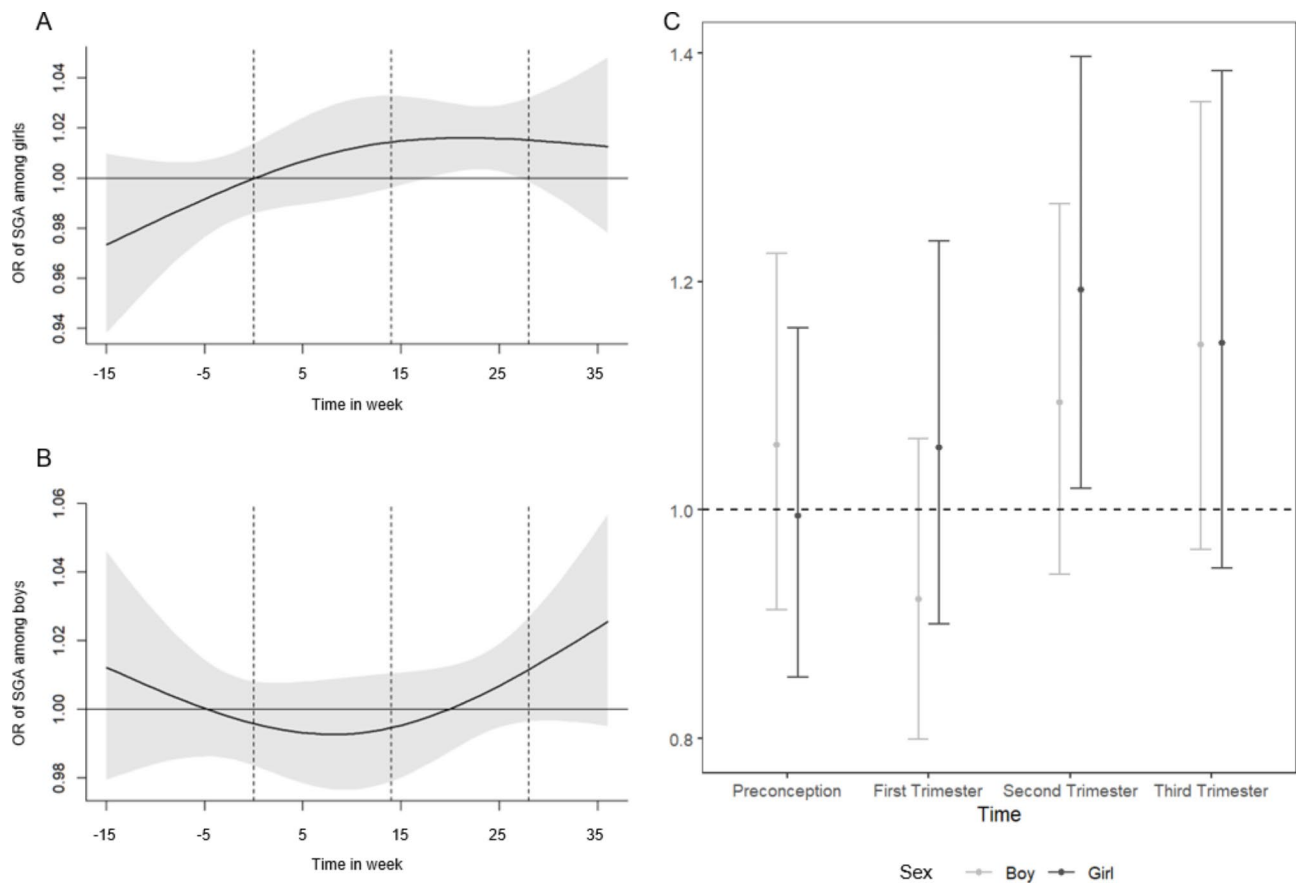 A
OR of SGA among girls
1.04
1.02
1.00
0.98
0.96
0.94
-15 -5 5 15 25 35
Time in week
B
OR of SGA among boys
1.06
1.04
1.02
1.00
0.98
-15 -5 5 15 25 35
Time in week
C
1.4
1.2
1.0
0.8
Preconception First Trimester Second Trimester Third Trimester
Time
Sex Boy Girl